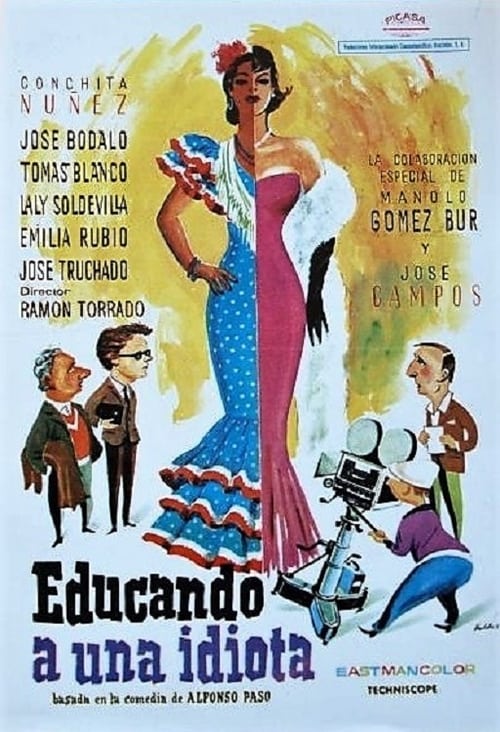 PICASA
CONCHITA
NUÑEZ
JOSE BODALO
TOMAS BLANCO
LALY SOLDEVILLA
EMILIA RUBIO
JOSE TRUCHADO
Director
RAMON TORRADO
LA COLABORACION
ESPECIAL DE
MANOLO
GOMEZ BUR
Y
JOSE
CAMPOS
Educando
a una idiota
basada en la comedia de ALFONSO PASO
EASTMANCOLOR
TECHNISCOPE